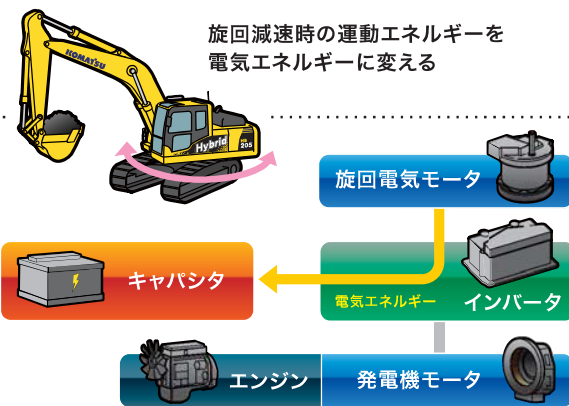 旋回減速時の運動エネルギーを
電気エネルギーに変える
KOMATSU
Hybrid
HB
205
旋回電気モータ
キャパシタ
電気エネルギー
インバータ
エンジン
発電機モータ